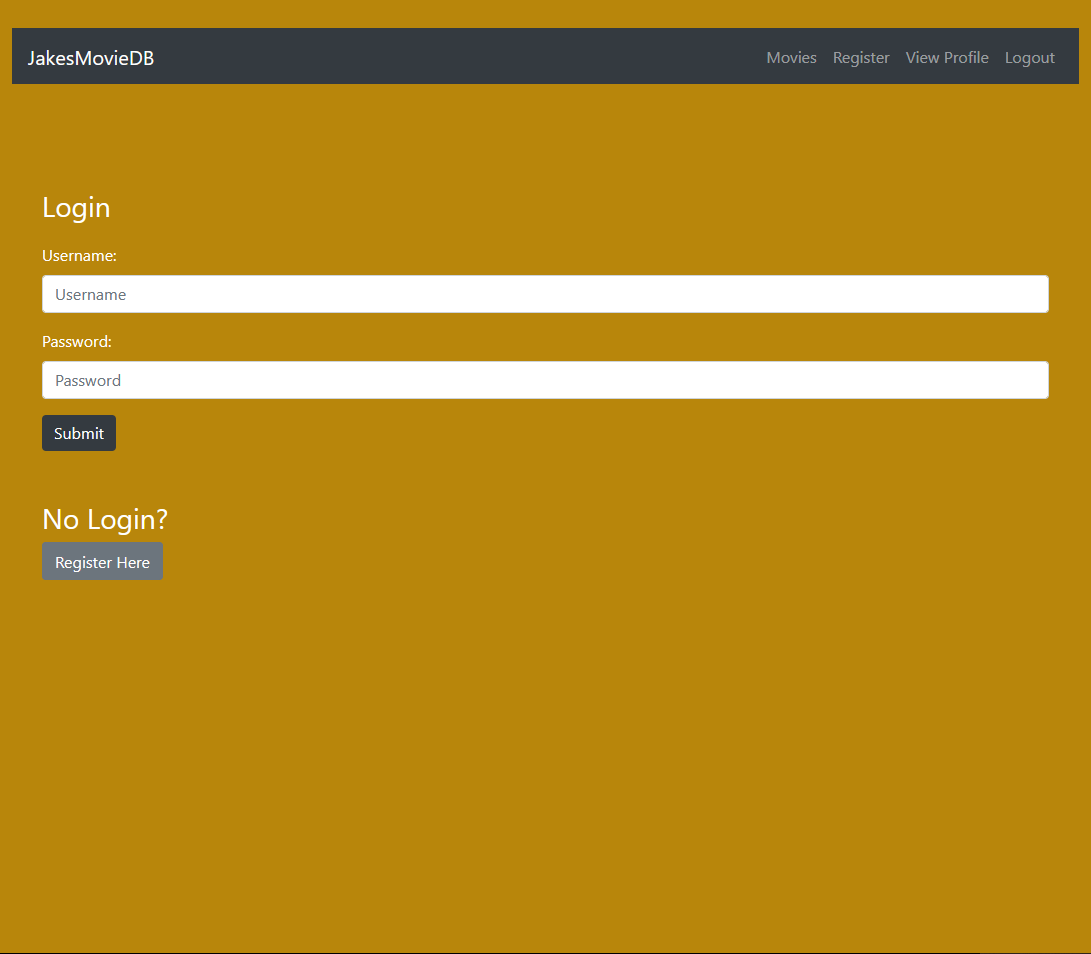 JakesMovieDB Movies Register View Profile Logout
Login
Username:
Username
Password:
Password
Submit
No Login?
Register Here